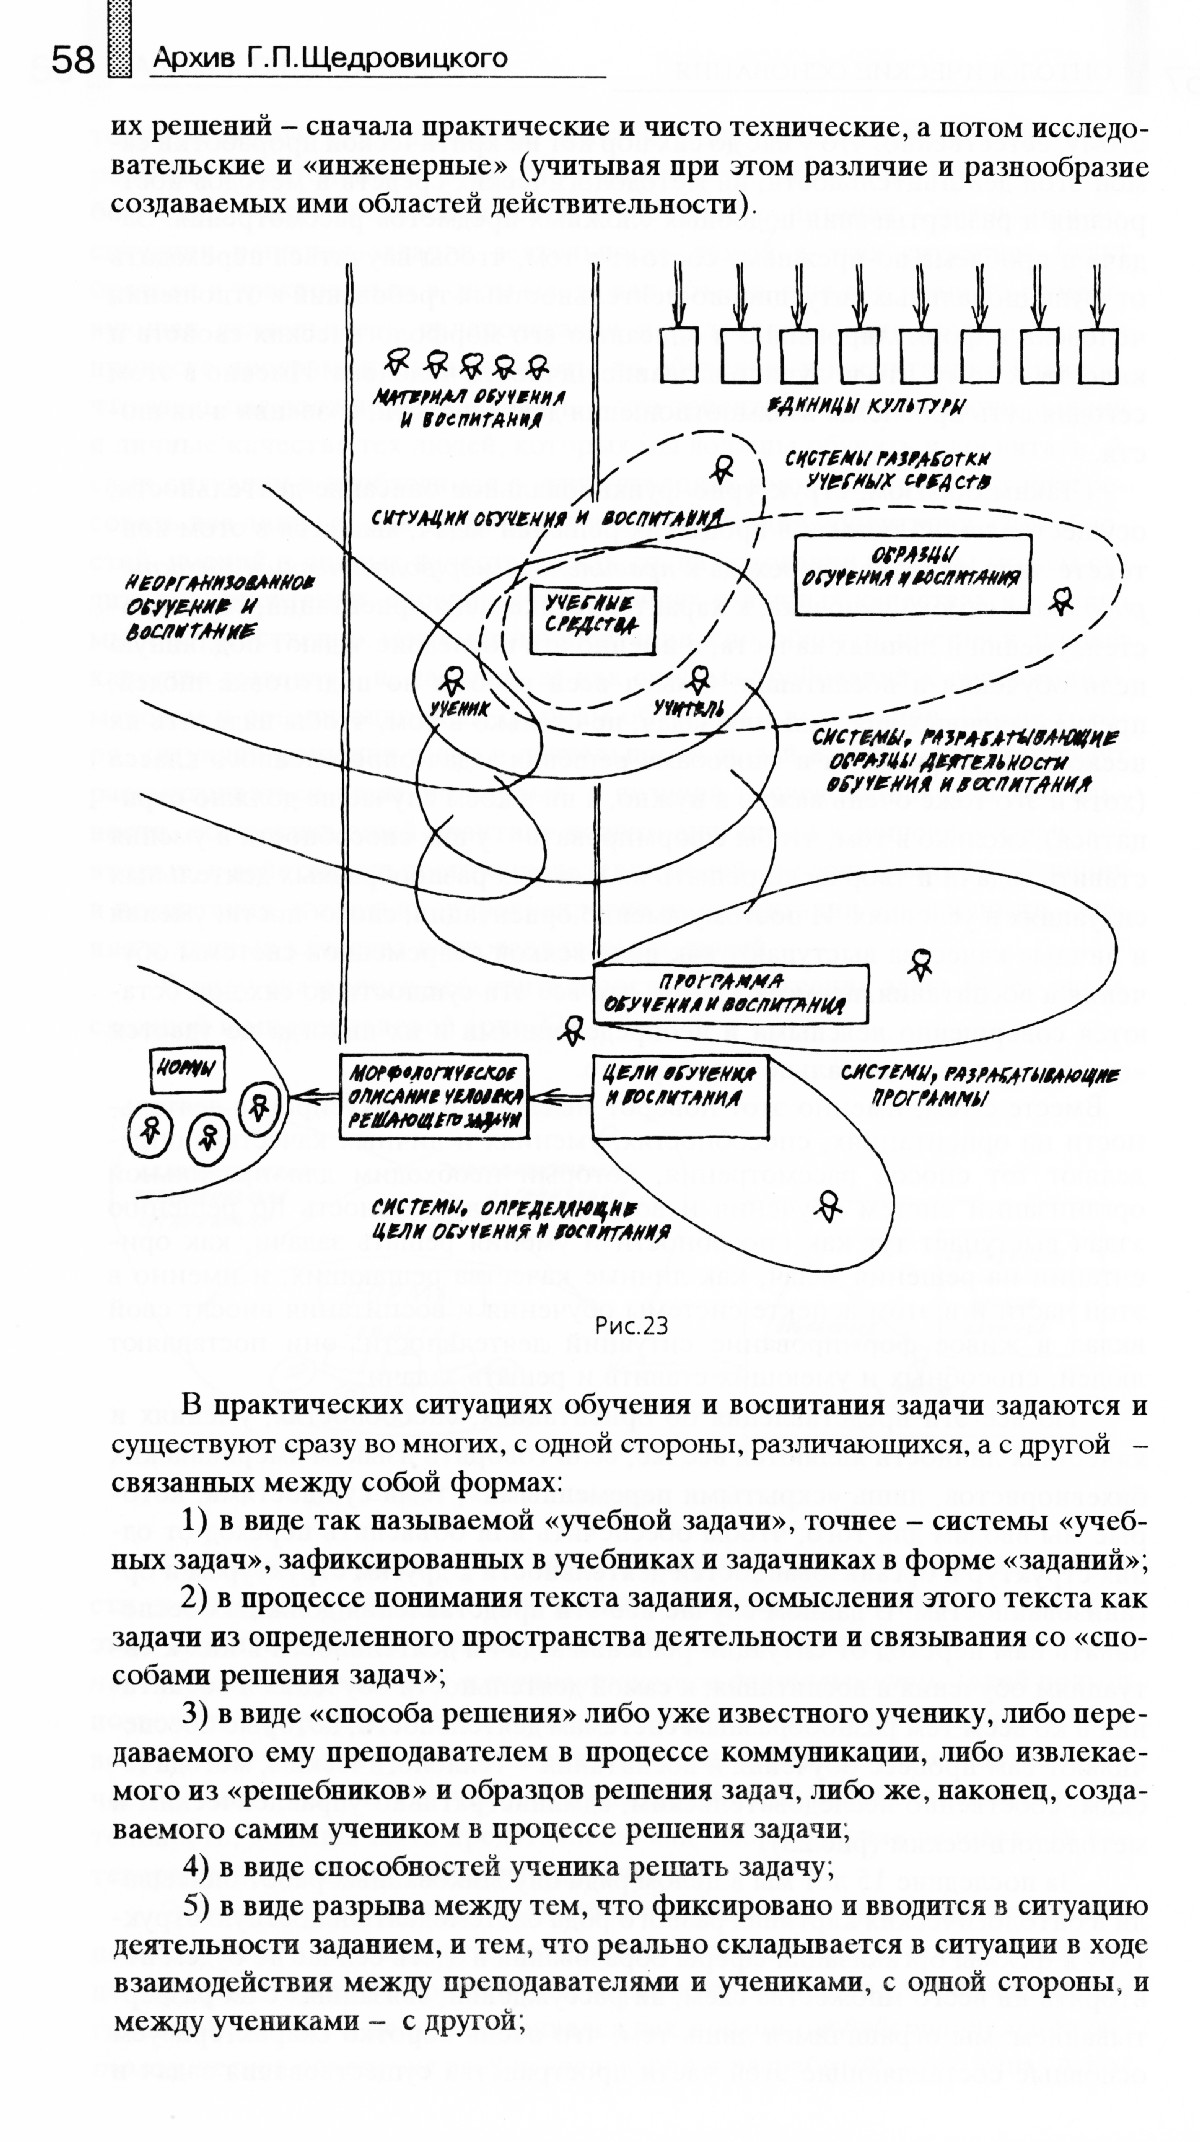 58
Архив Г.П.Щедровицкого
их решений – сначала практические и чисто технические, а потом исследо-
вательские и «инженерные» (учитывая при этом различие и разнообразие
создаваемых ими областей действительности).
МАТЕРИАЛ ОБУЧЕНИЯ
И ВОСПИТАНИЯ
ЕДИНИЦЫ КУЛЬТУРЫ
СИСТЕМЫ РАЗРАБОТКИ
УЧЕБНЫХ СРЕДСТВ
СИТУАЦИИ ОБУЧЕНИЯ И ВОСПИТАНИЯ
ОБРАЗЦЫ
ОБУЧЕНИЯ И ВОСПИТАНИЯ
НЕОРГАНИЗОВАННОЕ
ОБУЧЕНИЕ И
ВОСПИТАНИЕ
УЧЕБНЫЕ
СРЕДСТВА
УЧЕНИК
УЧИТЕЛЬ
СИСТЕМЫ, РАЗРАБАТЫВАЮЩИЕ
ОБРАЗЦЫ ДЕЯТЕЛЬНОСТИ
ОБУЧЕНИЯ И ВОСПИТАНИЯ
ПРОГРАММА
ОБУЧЕНИЯ И ВОСПИТАНИЯ
НОРМЫ
МОРФОЛОГИЧЕСКОЕ
ОПИСАНИЕ ЧЕЛОВЕКА
РЕШАЮЩЕГО ЗАДАЧИ
ЦЕЛИ ОБУЧЕНИЯ
И ВОСПИТАНИЯ
СИСТЕМЫ, РАЗРАБАТЫВАЮЩИЕ
ПРОГРАММЫ
СИСТЕМЫ, ОПРЕДЕЛЯЮЩИЕ
ЦЕЛИ ОБУЧЕНИЯ И ВОСПИТАНИЯ
Рис.23
В практических ситуациях обучения и воспитания задачи задаются и
существуют сразу во многих, с одной стороны, различающихся, а с другой –
связанных между собой формах:
1) в виде так называемой «учебной задачи», точнее – системы «учеб-
ных задач», зафиксированных в учебниках и задачниках в форме «заданий»;
2) в процессе понимания текста задания, осмысления этого текста как
задачи из определенного пространства деятельности и связывания со «спо-
собами решения задач»;
3) в виде «способа решения» либо уже известного ученику, либо пере-
даваемого ему преподавателем в процессе коммуникации, либо извлекае-
мого из «решебников» и образцов решения задач, либо же, наконец, созда-
ваемого самим учеником в процессе решения задачи;
4) в виде способностей ученика решать задачу;
5) в виде разрыва между тем, что фиксировано и вводится в ситуацию
деятельности заданием, и тем, что реально складывается в ситуации в ходе
взаимодействия между преподавателями и учениками, с одной стороны, и
между учениками – с другой;